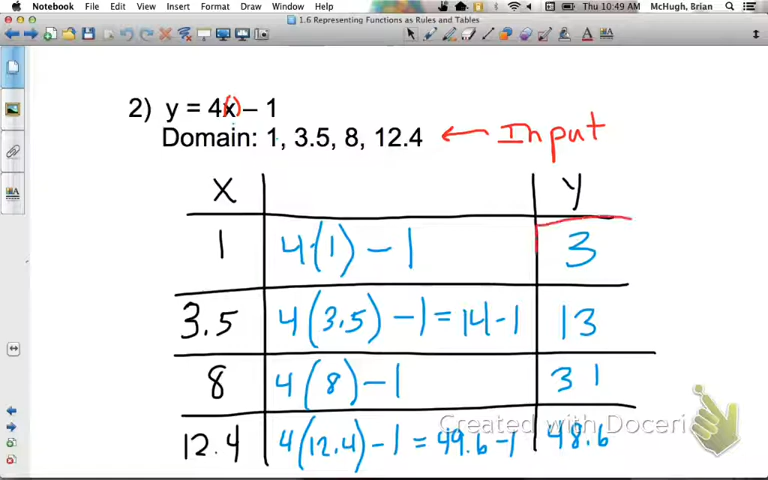 Notebook File Edit View Insert Format Tools Window Help Thu 10:49 AM McHugh, Brian
1.6 Representing Functions as Rules and Tables
2) y = 4x() – 1
Domain: 1, 3.5, 8, 12.4 ← Input
X Y
1 4(1) – 1 3
3.5 4(3.5) – 1 = 14 - 1 13
8 4(8) – 1 31
12.4 4(12.4) – 1 = 49.6 - 1 48.6
Created with Doceri